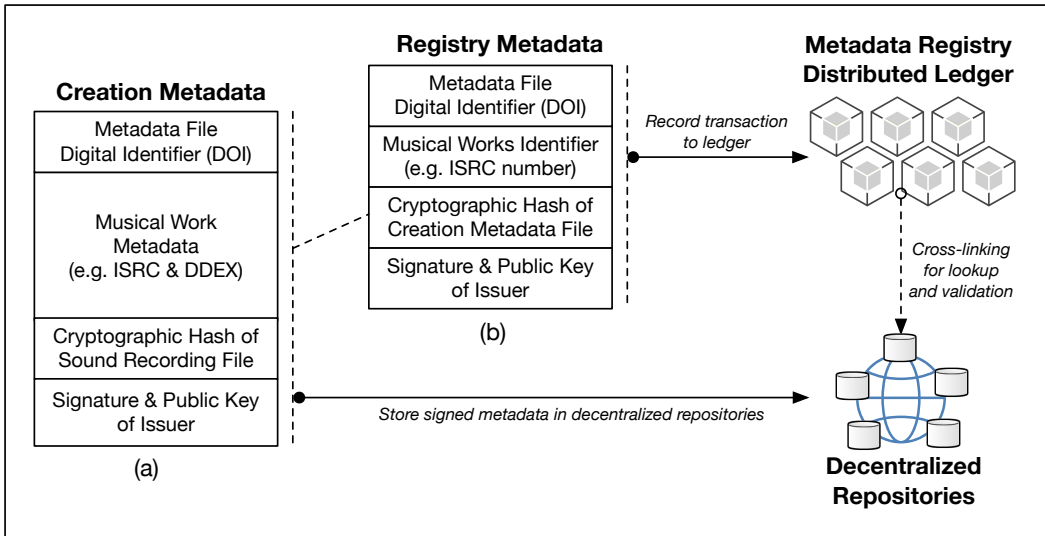 Creation Metadata
Metadata File
Digital Identifier (DOI)
Musical Work
Metadata
(e.g. ISRC & DDEX)
Cryptographic Hash of
Sound Recording File
Signature & Public Key
of Issuer
(a)
Registry Metadata
Metadata File
Digital Identifier (DOI)
Musical Works Identifier
(e.g. ISRC number)
Cryptographic Hash of
Creation Metadata File
Signature & Public Key
of Issuer
(b)
Record transaction
to ledger
Metadata Registry
Distributed Ledger
Cross-linking
for lookup
and validation
Store signed metadata in decentralized repositories
Decentralized
Repositories